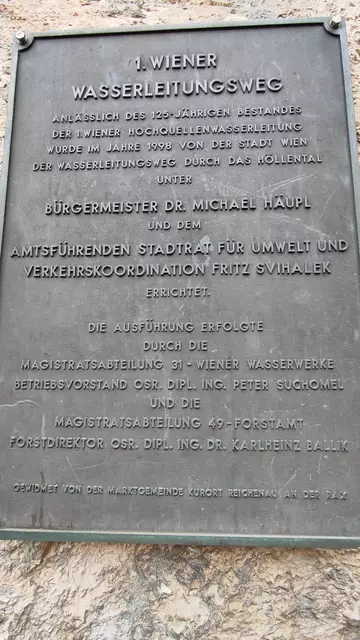 1. WIENER
WASSERLEITUNGSWEG
ANLÄSSLICH DES 125-JÄHRIGEN BESTANDES
DER 1. WIENER HOCHQUELLENWASSERLEITUNG
WURDE IM JAHRE 1998 VON DER STADT WIEN
DER WASSERLEITUNGSWEG DURCH DAS HÖLLENTAL
UNTER
BÜRGERMEISTER DR. MICHAEL HÄUPL
UND DEM
AMTSFÜHRENDEN STADTRAT FÜR UMWELT UND
VERKEHRSKOORDINATION FRITZ SVIHALEK
ERRICHTET.
DIE AUSFÜHRUNG ERFOLGTE
DURCH DIE
MAGISTRATSABTEILUNG 31 - WIENER WASSERWERKE
BETRIEBSVORSTAND OSR. DIPL. ING. PETER SUCHOMEL
UND DIE
MAGISTRATSABTEILUNG 49 - FORSTAMT
FORSTDIREKTOR OSR. DIPL. ING. DR. KARLHEINZ BALLIK
GEWIDMET VON DER MARKTGEMEINDE KURORT REICHENAU AN DER RAX